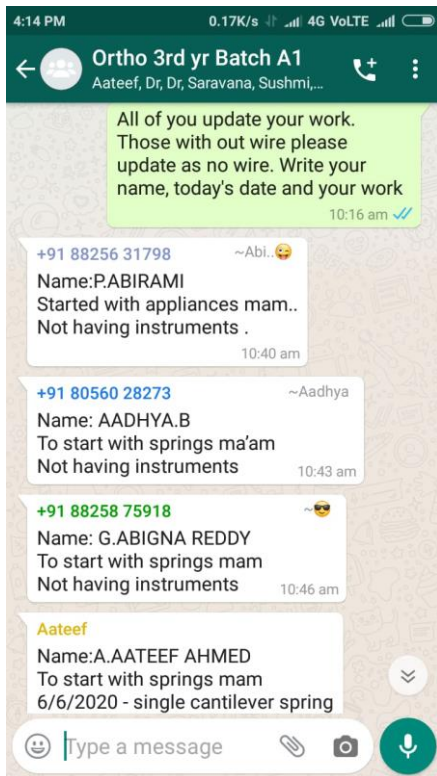 4:14 PM 0.17K/s 4G VoLTE
Ortho 3rd yr Batch A1
Aateef, Dr, Dr, Saravana, Sushmi,...
All of you update your work.
Those with out wire please
update as no wire. Write your
name, today's date and your work
10:16 am
+91 88256 31798 ~Abi..😜
Name:P.ABIRAMI
Started with appliances mam..
Not having instruments .
10:40 am
+91 80560 28273 ~Aadhya
Name: AADHYA.B
To start with springs ma'am
Not having instruments 10:43 am
+91 88258 75918 ~😎
Name: G.ABIGNA REDDY
To start with springs mam
Not having instruments 10:46 am
Aateef
Name:A.AATEEF AHMED
To start with springs mam
6/6/2020 - single cantilever spring
Type a message